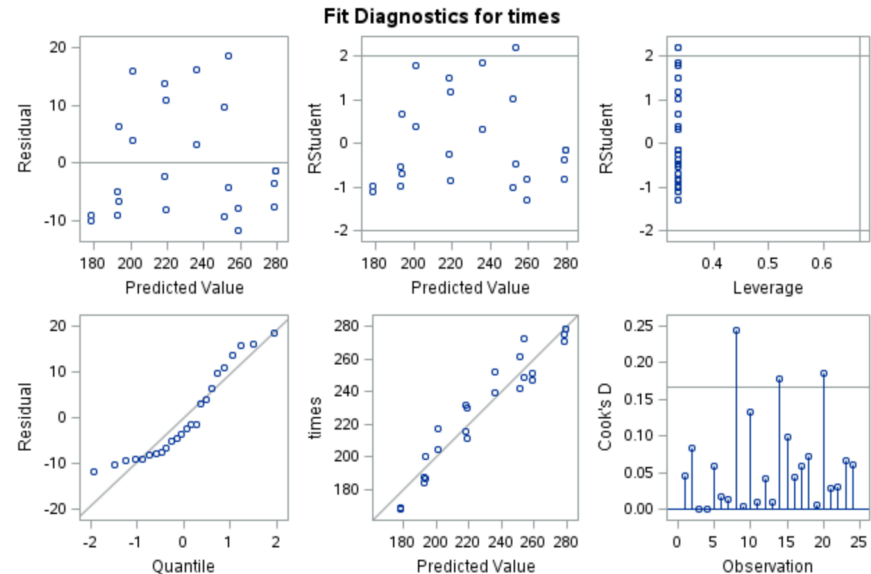 Fit Diagnostics for times
Residual
20
10
0
-10
180 200 220 240 260 280
Predicted Value
RStudent
2
1
0
-1
-2
180 200 220 240 260 280
Predicted Value
RStudent
2
1
0
-1
-2
0.4 0.5 0.6
Leverage
Residual
20
10
0
-10
-20
-2 -1 0 1 2
Quantile
times
280
260
240
220
200
180
180 200 220 240 260 280
Predicted Value
Cook's D
0.25
0.20
0.15
0.10
0.05
0.00
0 5 10 15 20 25
Observation